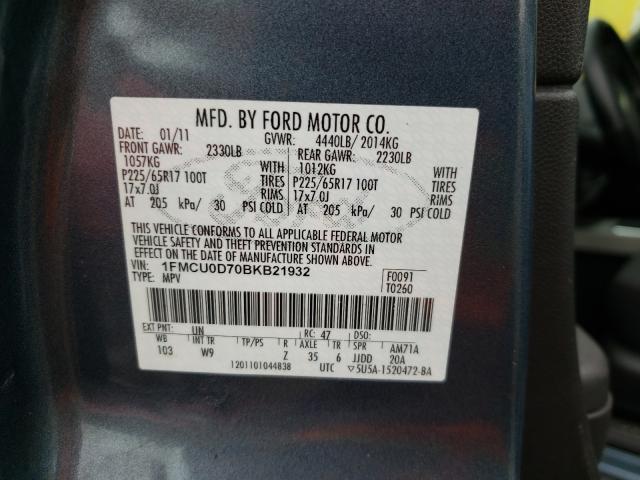 MFD. BY FORD MOTOR CO.
DATE: 01/11 GVWR: 4440LB/ 2014KG
FRONT GAWR: 2330LB REAR GAWR: 2230LB
1057KG WITH 1012KG WITH
P225/65R17 100T TIRES P225/65R17 100T TIRES
17x7.0J RIMS 17x7.0J RIMS
AT 205 kPa/ 30 PSI COLD AT 205 kPa/ 30 PSI COLD
THIS VEHICLE CONFORMS TO ALL APPLICABLE FEDERAL MOTOR
VEHICLE SAFETY AND THEFT PREVENTION STANDARDS IN
EFFECT ON THE DATE OF MANUFACTURE SHOWN ABOVE.
VIN: 1FMCU0D70BKB21932 F0091
TYPE: MPV T0260
EXT PNT: UN RC: 47 DSO:
WB INT TR TP/PS R AXLE TR SPR AM71A
103 W9 Z 35 6 JJDD 20A
1201101044838 UTC ▽5U5A-1520472-BA